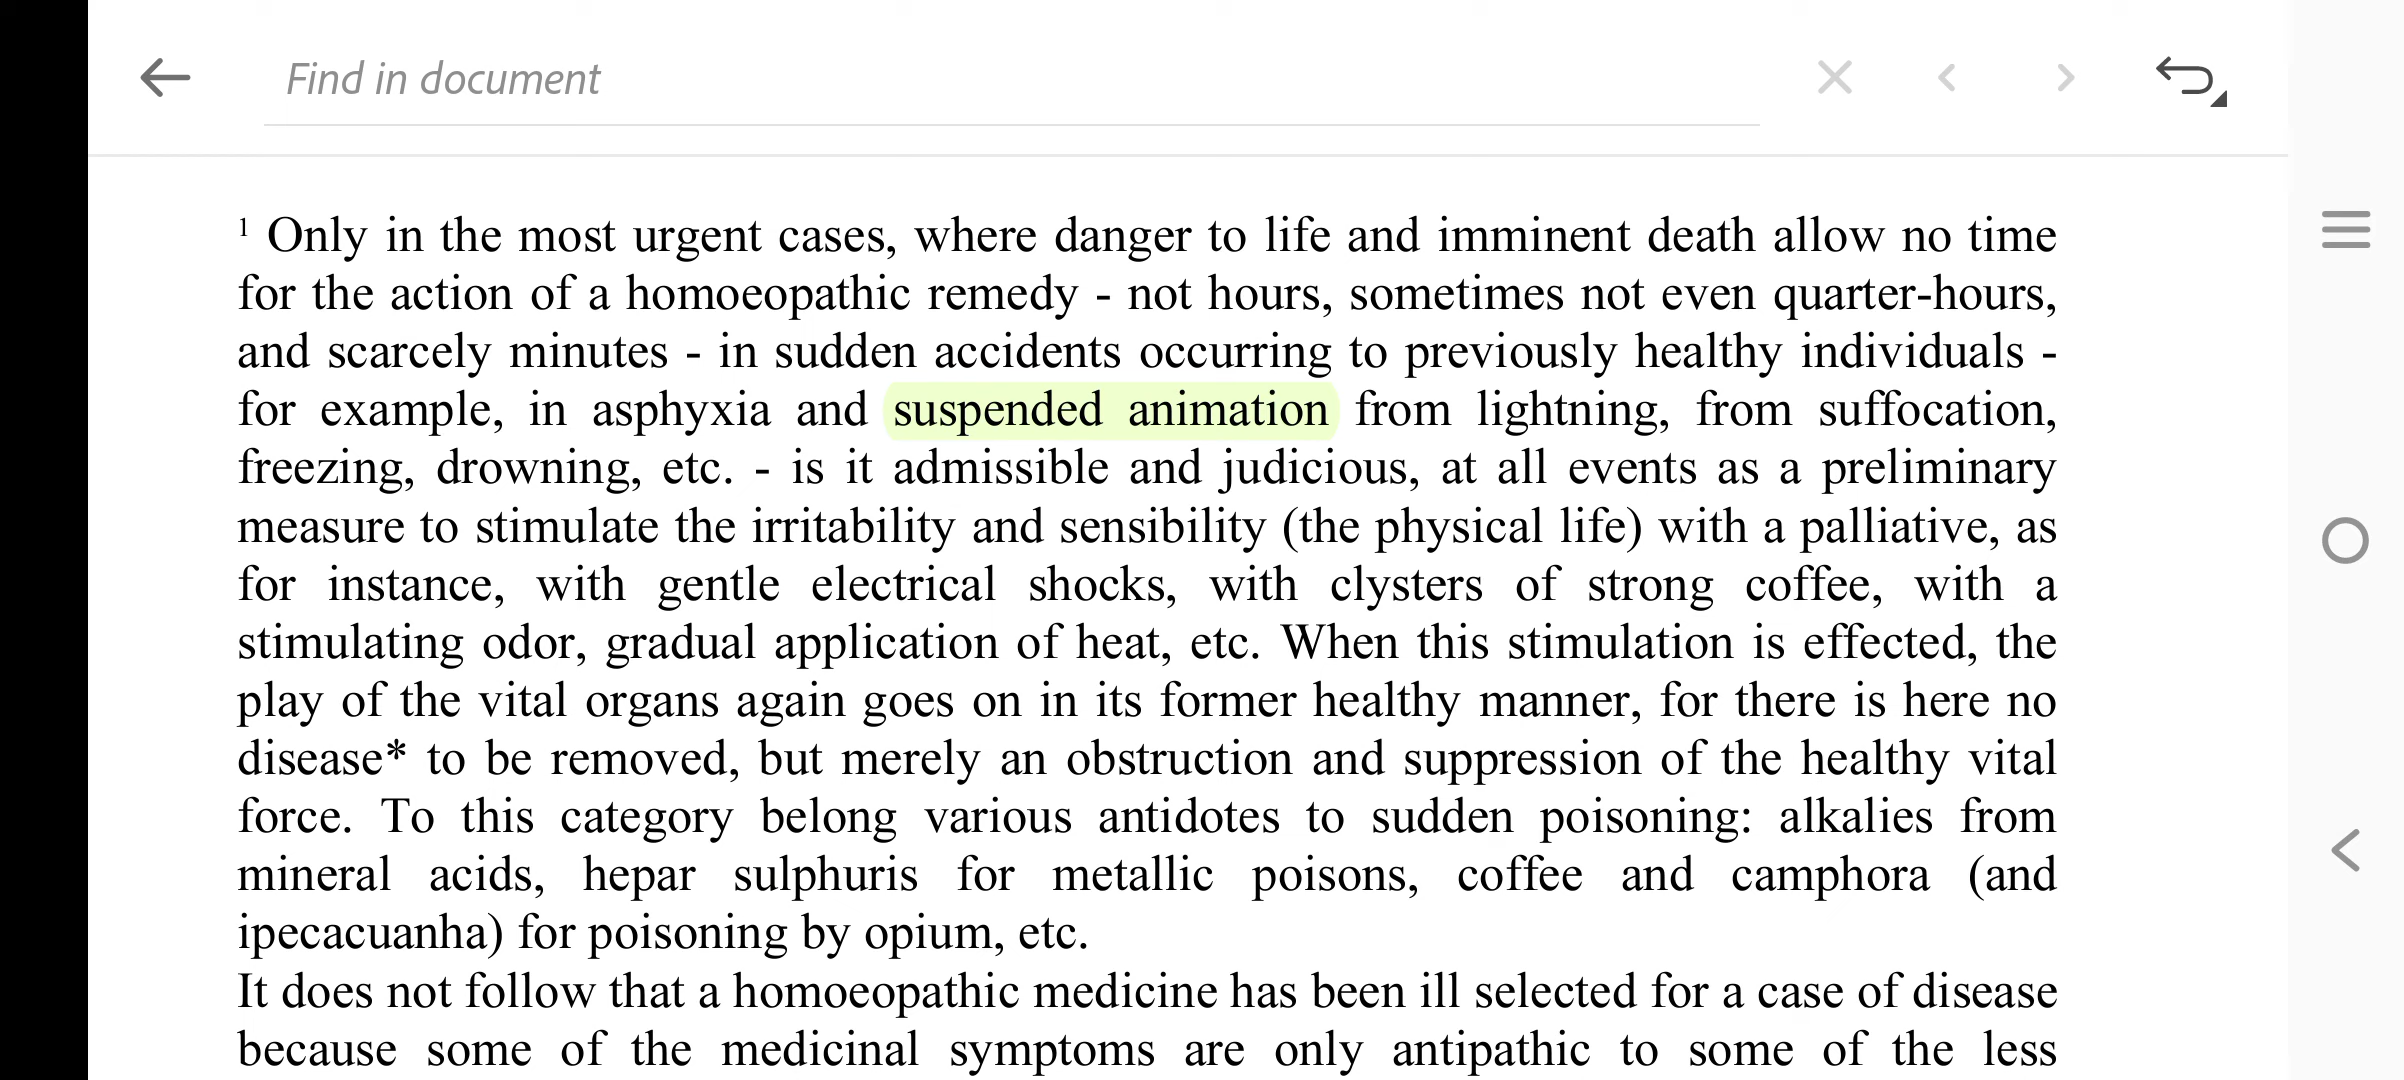 Find in document
1 Only in the most urgent cases, where danger to life and imminent death allow no time
for the action of a homoeopathic remedy - not hours, sometimes not even quarter-hours,
and scarcely minutes - in sudden accidents occurring to previously healthy individuals -
for example, in asphyxia and suspended animation from lightning, from suffocation,
freezing, drowning, etc. - is it admissible and judicious, at all events as a preliminary
measure to stimulate the irritability and sensibility (the physical life) with a palliative, as
for instance, with gentle electrical shocks, with clysters of strong coffee, with a
stimulating odor, gradual application of heat, etc. When this stimulation is effected, the
play of the vital organs again goes on in its former healthy manner, for there is here no
disease* to be removed, but merely an obstruction and suppression of the healthy vital
force. To this category belong various antidotes to sudden poisoning: alkalies from
mineral acids, hepar sulphuris for metallic poisons, coffee and camphora (and
ipecacuanha) for poisoning by opium, etc.
It does not follow that a homoeopathic medicine has been ill selected for a case of disease
because some of the medicinal symptoms are only antipathic to some of the less